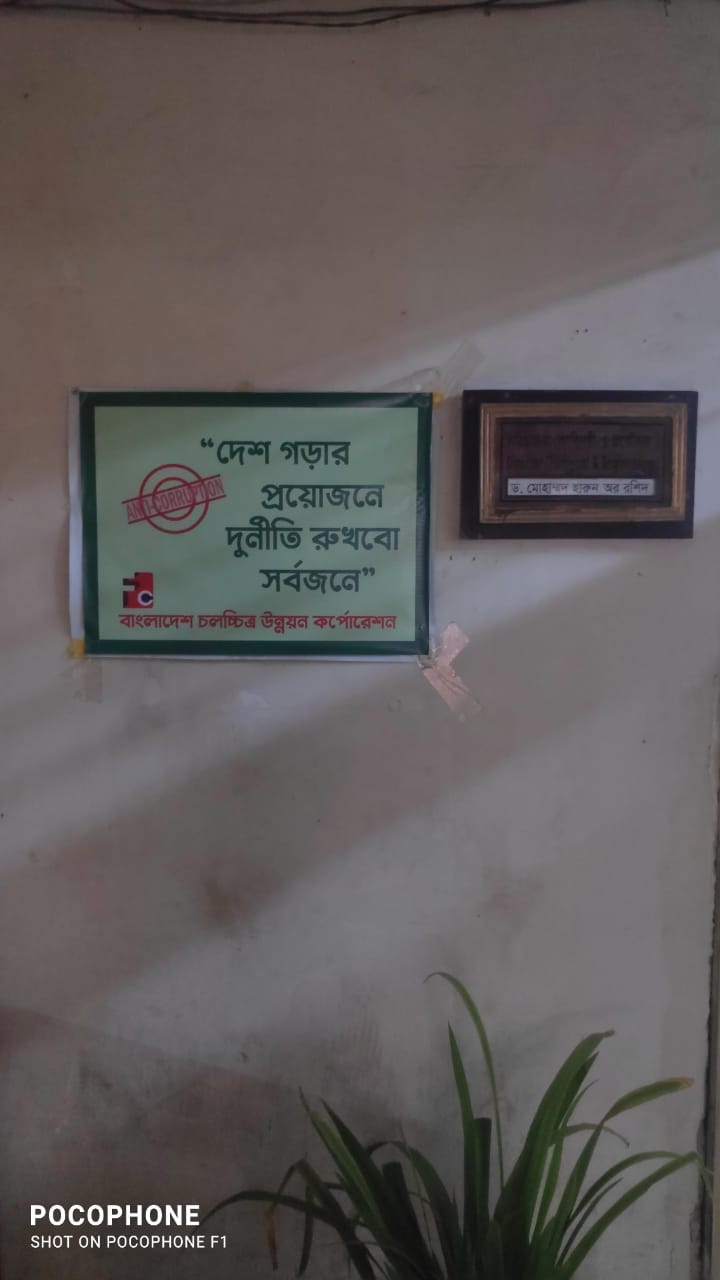 “দেশ গড়ার
প্রয়োজনে
দুর্নীতি রুখবো
সর্বজনে”
ANTI-CORRUPTION
বাংলাদেশ চলচ্চিত্র উন্নয়ন কর্পোরেশন
ড. মোহাম্মদ হারুন অর রশিদ
POCOPHONE
SHOT ON POCOPHONE F1